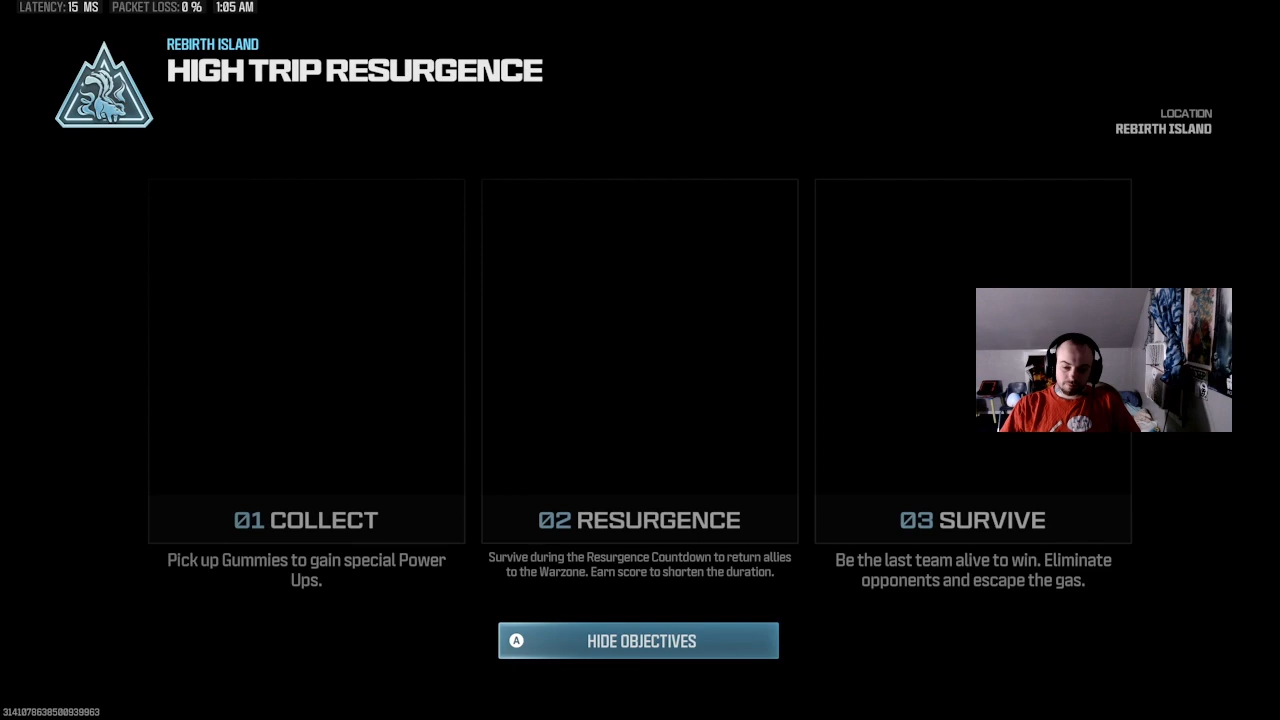 LATENCY: 15 MS PACKET LOSS: 0 % 1:05 AM
REBIRTH ISLAND
HIGH TRIP RESURGENCE
LOCATION
REBIRTH ISLAND
01 COLLECT
Pick up Gummies to gain special Power
Ups.
02 RESURGENCE
Survive during the Resurgence Countdown to return allies
to the Warzone. Earn score to shorten the duration.
03 SURVIVE
Be the last team alive to win. Eliminate
opponents and escape the gas.
A HIDE OBJECTIVES